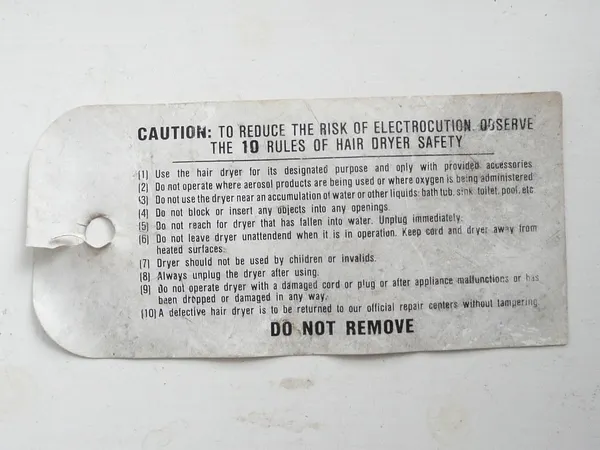 CAUTION: TO REDUCE THE RISK OF ELECTROCUTION. OBSERVE
THE 10 RULES OF HAIR DRYER SAFETY
(1) Use the hair dryer for its designated purpose and only with provided accessories.
(2) Do not operate where aerosol products are being used or where oxygen is being administered.
(3) Do not use the dryer near an accumulation of water or other liquids: bath tub, sink, toilet, pool, etc.
(4) Do not block or insert any objects into any openings.
(5) Do not reach for dryer that has fallen into water. Unplug immediately.
(6) Do not leave dryer unattendend when it is in operation. Keep cord and dryer away from
heated surfaces.
(7) Dryer should not be used by children or invalids.
(8) Always unplug the dryer after using.
(9) Do not operate dryer with a damaged cord or plug or after appliance malfunctions or has
been dropped or damaged in any way.
(10) A defective hair dryer is to be returned to our official repair centers without tampering.
DO NOT REMOVE